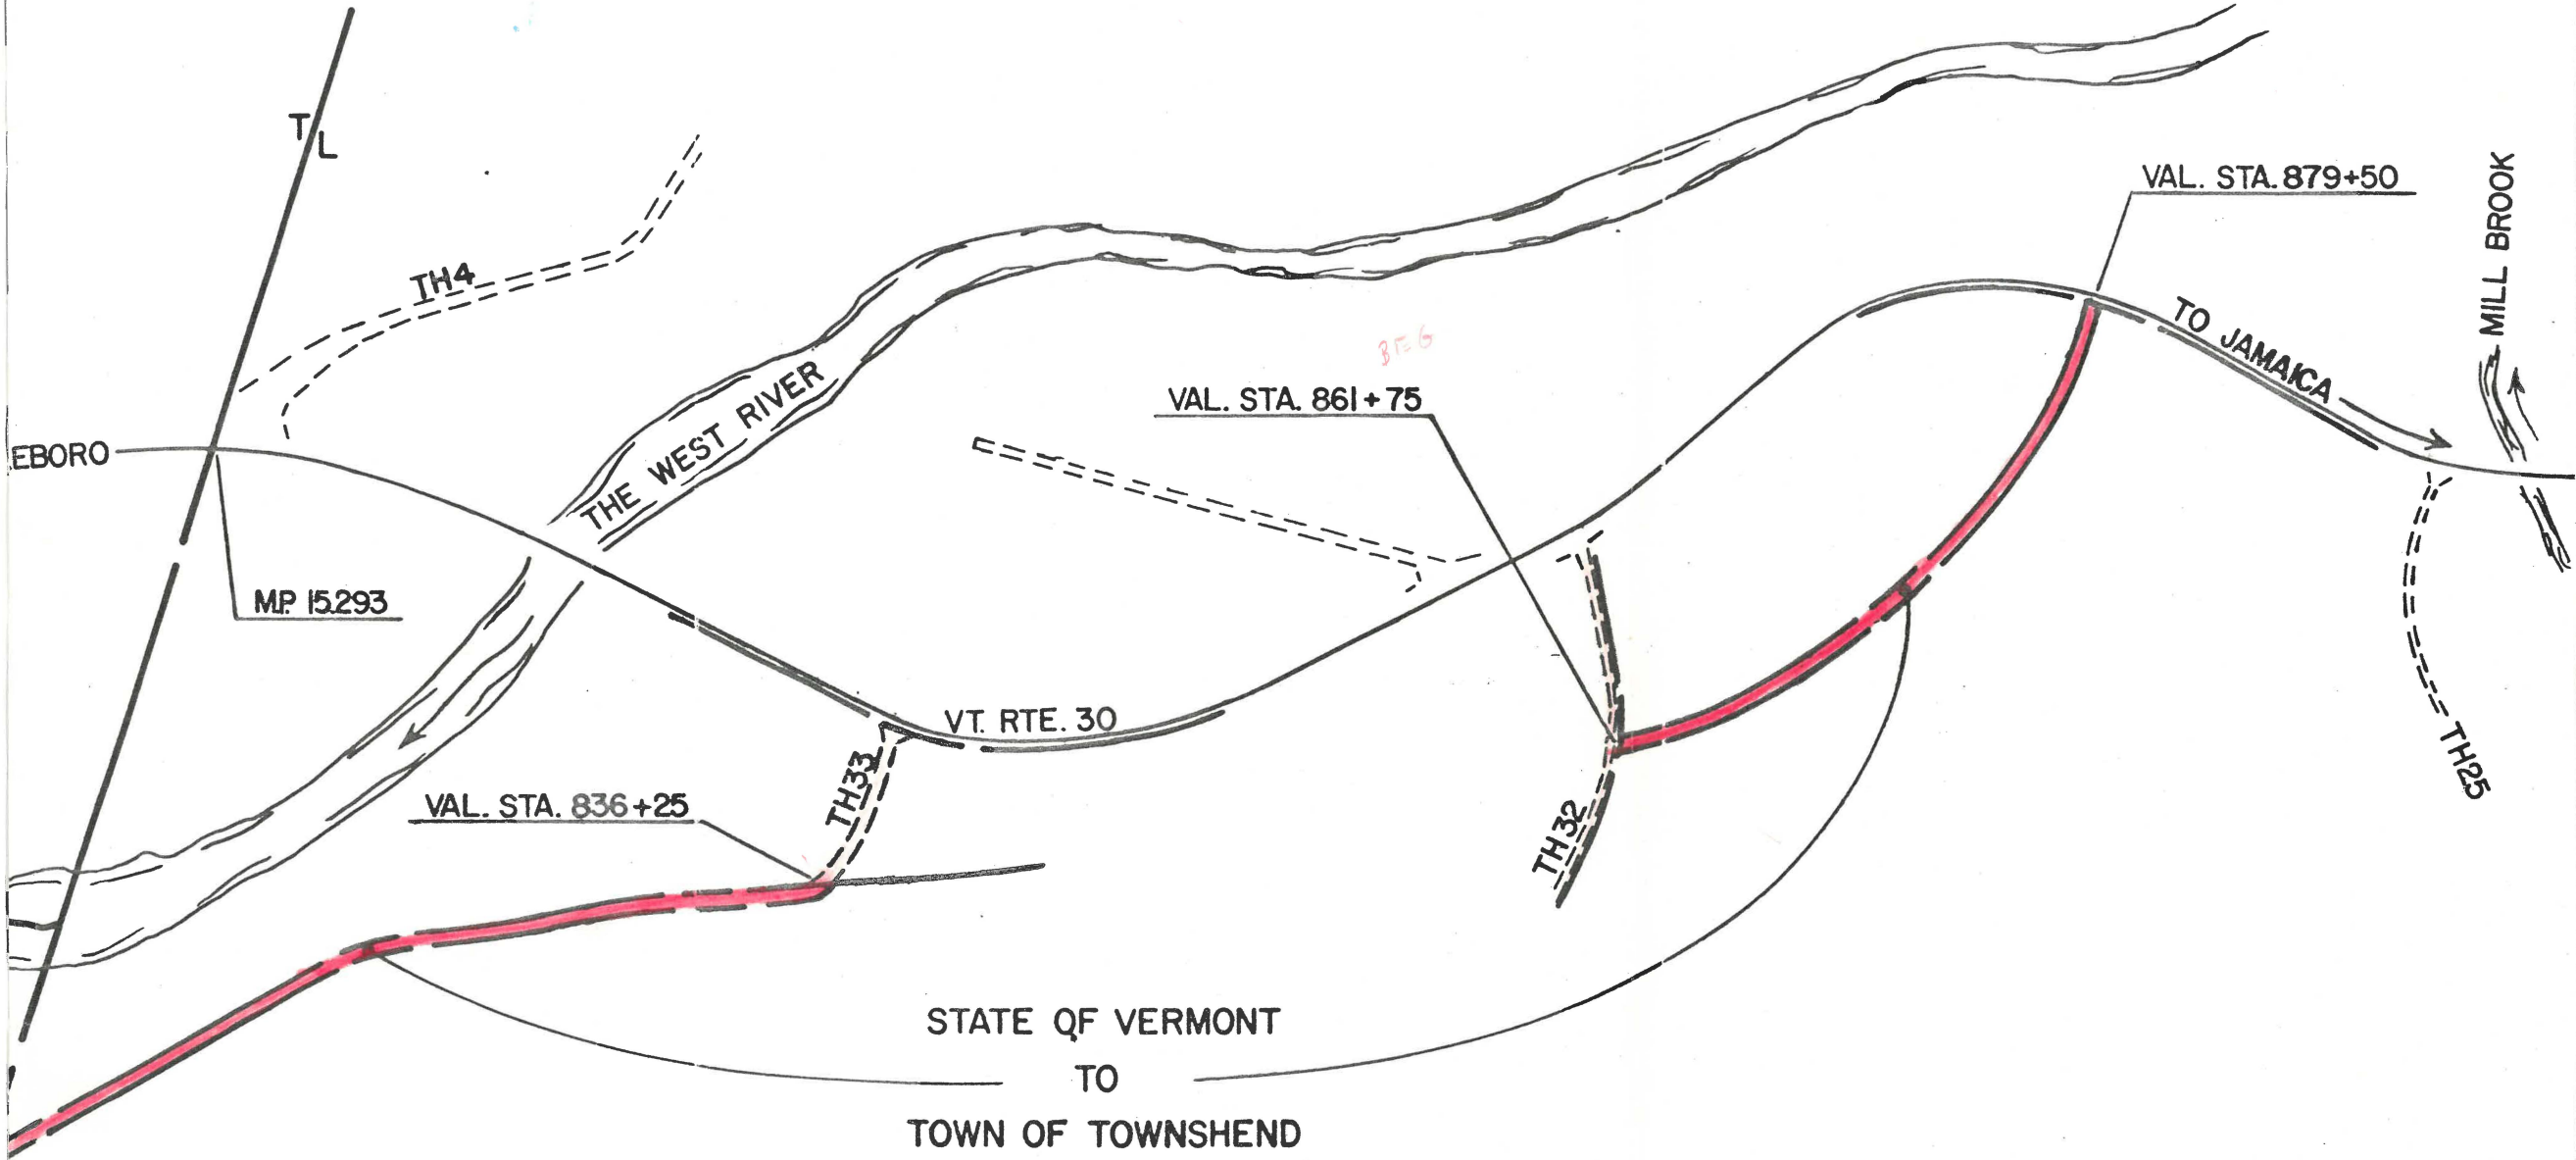 T
L
TH4
EBORO
M.P. 15.293
THE WEST RIVER
VAL. STA. 879+50
MILL BROOK
TO JAMAICA
BEG
VAL. STA. 861+75
VT. RTE. 30
TH33
VAL. STA. 836+25
TH32
TH25
STATE OF VERMONT
TO
TOWN OF TOWNSHEND